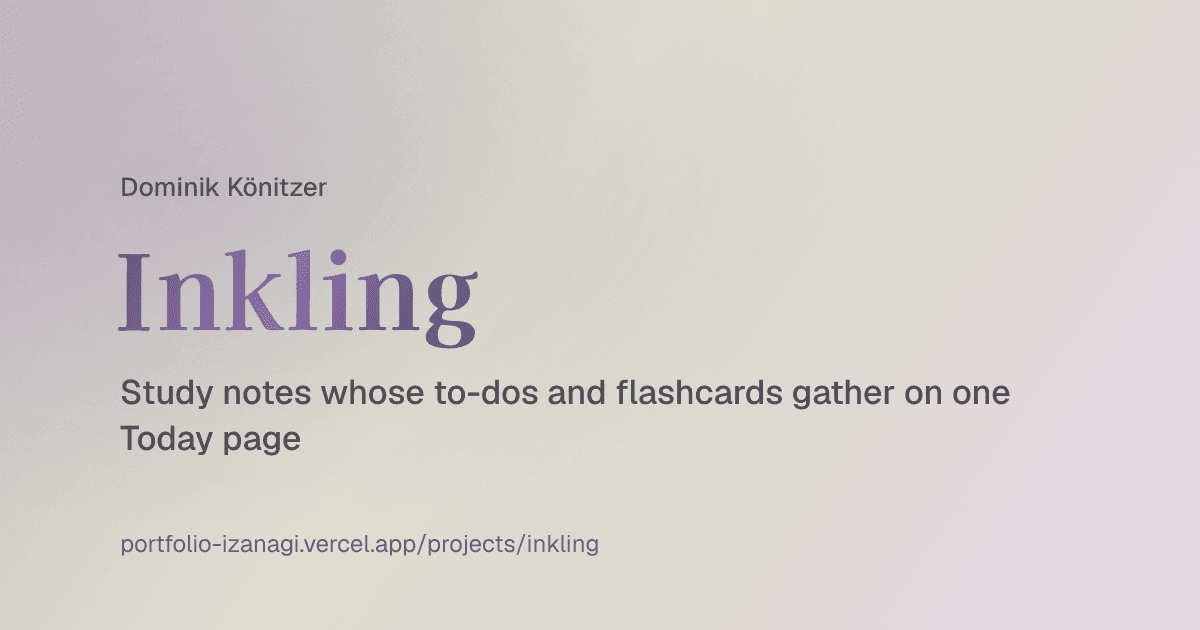 Dominik Könitzer
Inkling
Study notes whose to-dos and flashcards gather on one
Today page
portfolio-izanagi.vercel.app/projects/inkling